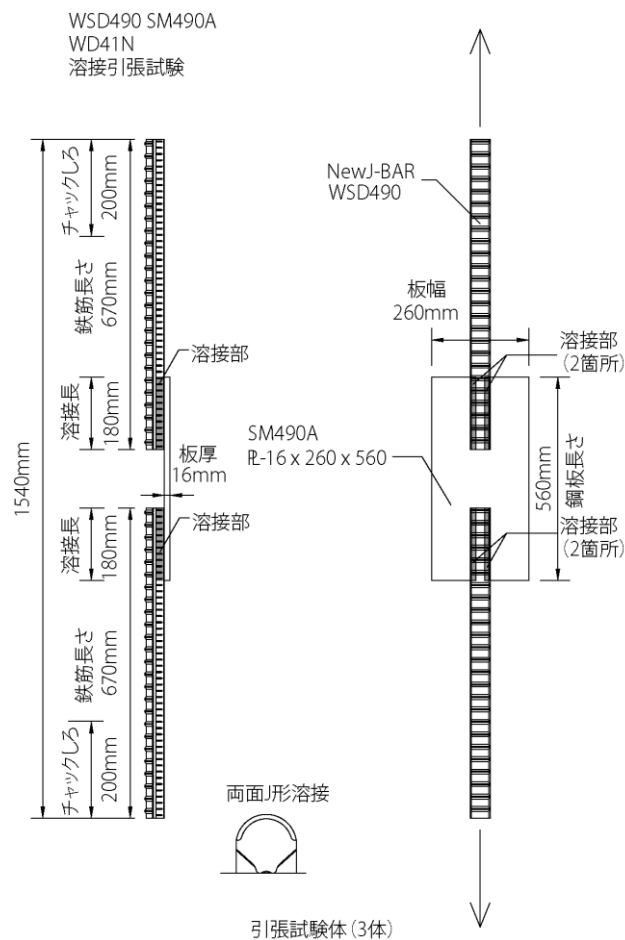 WSD490 SM490A
WD41N
溶接引張試験
チャックしろ
200mm
鉄筋長さ
670mm
溶接部
溶接長
180mm
板厚
16mm
1540mm
溶接長
180mm
溶接部
鉄筋長さ
670mm
チャックしろ
200mm
NewJ-BAR
WSD490
板幅
260mm
溶接部
(2箇所)
SM490A
PL-16 x 260 x 560
560mm
鋼板長さ
溶接部
(2箇所)
両面J形溶接
引張試験体(3体)